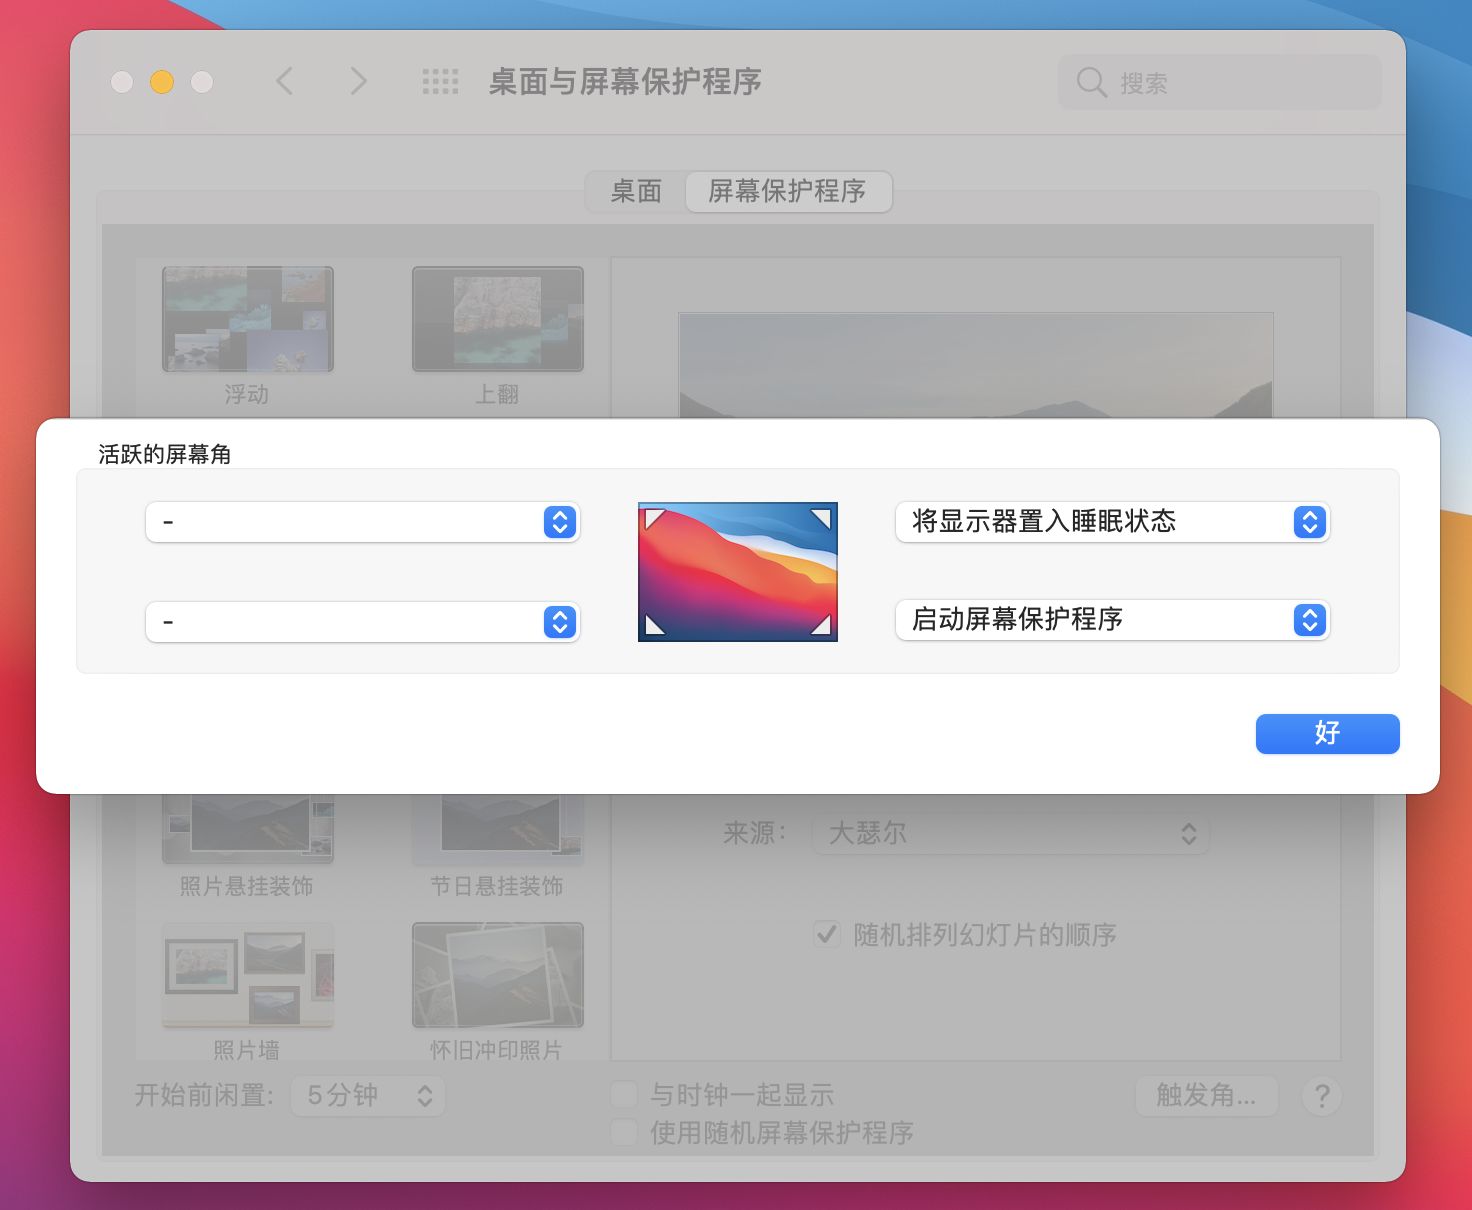 桌面与屏幕保护程序
搜索
桌面
屏幕保护程序
浮动
上翻
活跃的屏幕角
-
将显示器置入睡眠状态
-
启动屏幕保护程序
好
来源：
大瑟尔
照片悬挂装饰
节日悬挂装饰
随机排列幻灯片的顺序
照片墙
怀旧冲印照片
开始前闲置:
5分钟
与时钟一起显示
触发角...
?
使用随机屏幕保护程序